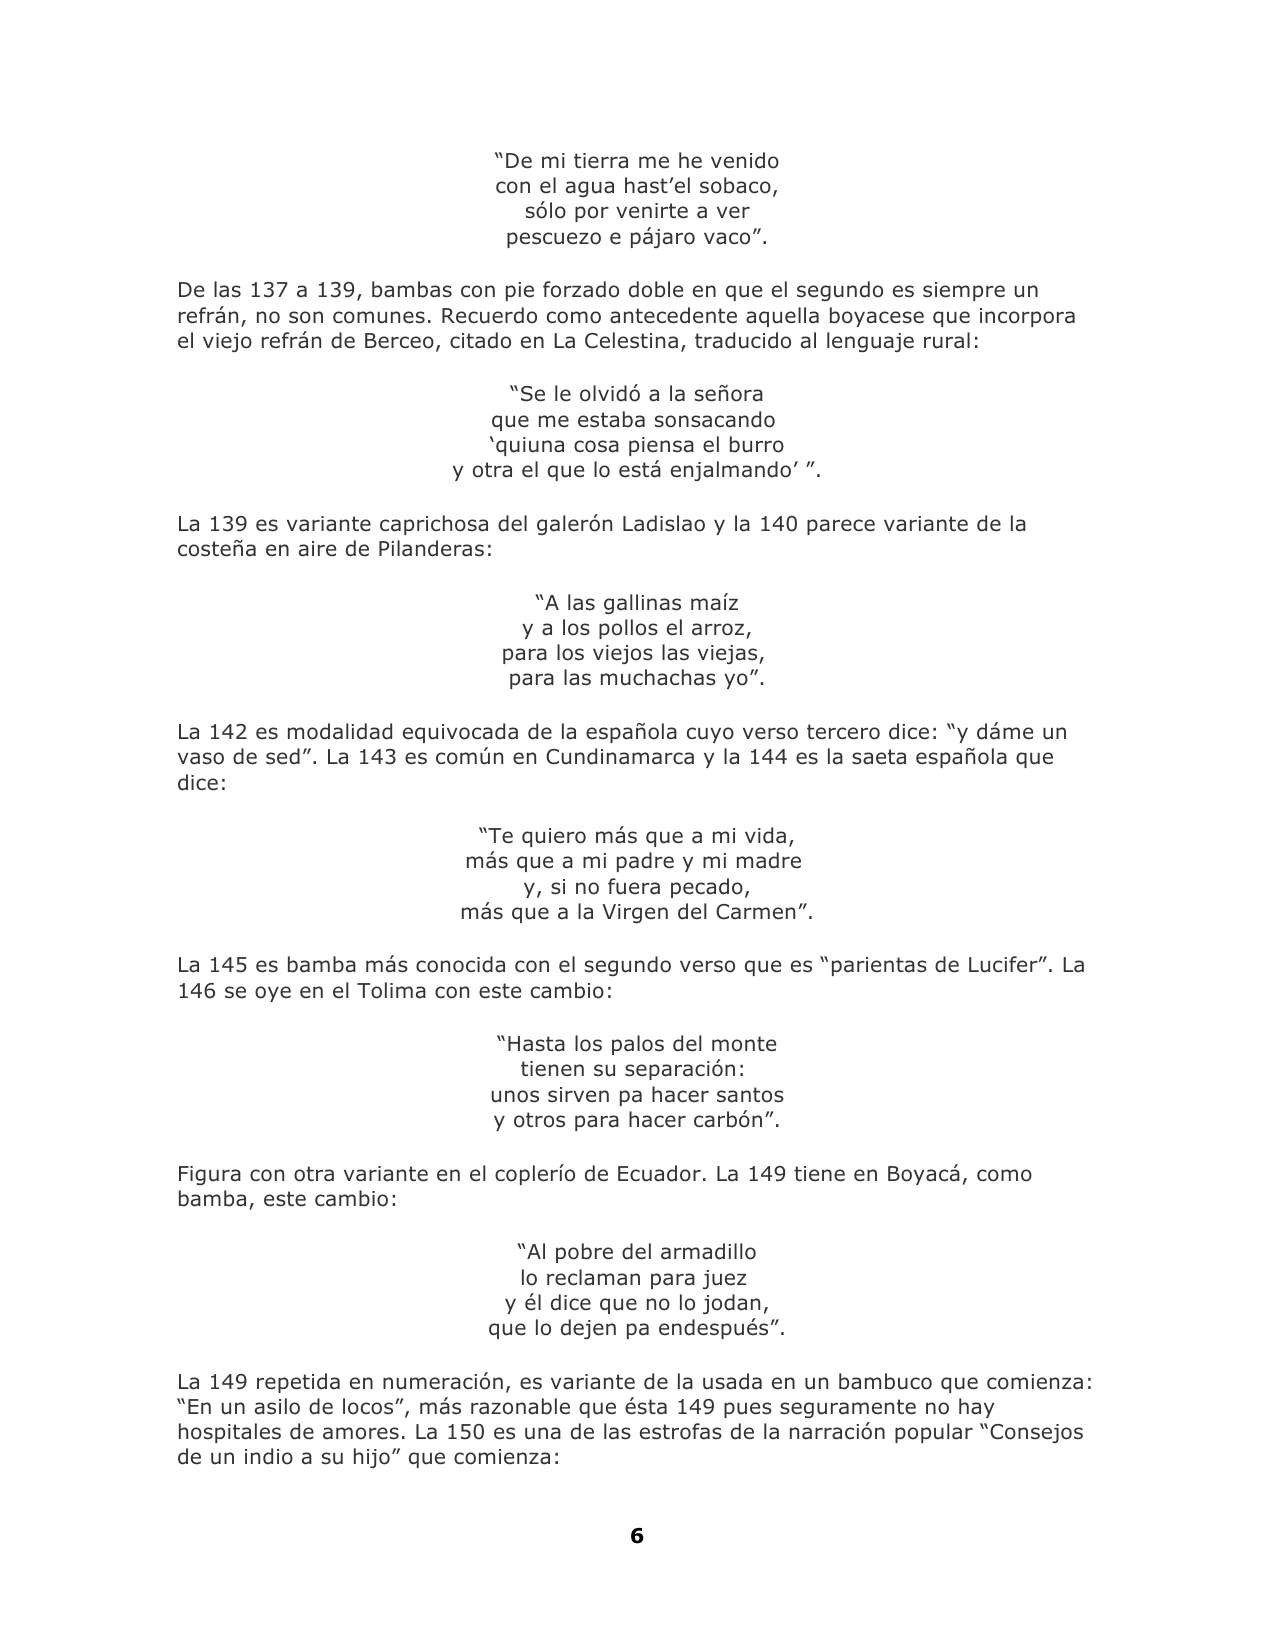 “De mi tierra me he venido
con el agua hast’el sobaco,
sólo por venirte a ver
pescuezo e pájaro vaco”.
De las 137 a 139, bambas con pie forzado doble en que el segundo es siempre un
refrán, no son comunes. Recuerdo como antecedente aquella boyacese que incorpora
el viejo refrán de Berceo, citado en La Celestina, traducido al lenguaje rural:
“Se le olvidó a la señora
que me estaba sonsacando
‘quiuna cosa piensa el burro
y otra el que lo está enjalmando’ ”.
La 139 es variante caprichosa del galerón Ladislao y la 140 parece variante de la
costeña en aire de Pilanderas:
“A las gallinas maíz
y a los pollos el arroz,
para los viejos las viejas,
para las muchachas yo”.
La 142 es modalidad equivocada de la española cuyo verso tercero dice: “y dáme un
vaso de sed”. La 143 es común en Cundinamarca y la 144 es la saeta española que
dice:
“Te quiero más que a mi vida,
más que a mi padre y mi madre
y, si no fuera pecado,
más que a la Virgen del Carmen”.
La 145 es bamba más conocida con el segundo verso que es “parientas de Lucifer”. La
146 se oye en el Tolima con este cambio:
“Hasta los palos del monte
tienen su separación:
unos sirven pa hacer santos
y otros para hacer carbón”.
Figura con otra variante en el coplerío de Ecuador. La 149 tiene en Boyacá, como
bamba, este cambio:
“Al pobre del armadillo
lo reclaman para juez
y él dice que no lo jodan,
que lo dejen pa endespués”.
La 149 repetida en numeración, es variante de la usada en un bambuco que comienza:
“En un asilo de locos”, más razonable que ésta 149 pues seguramente no hay
hospitales de amores. La 150 es una de las estrofas de la narración popular “Consejos
de un indio a su hijo” que comienza:
6